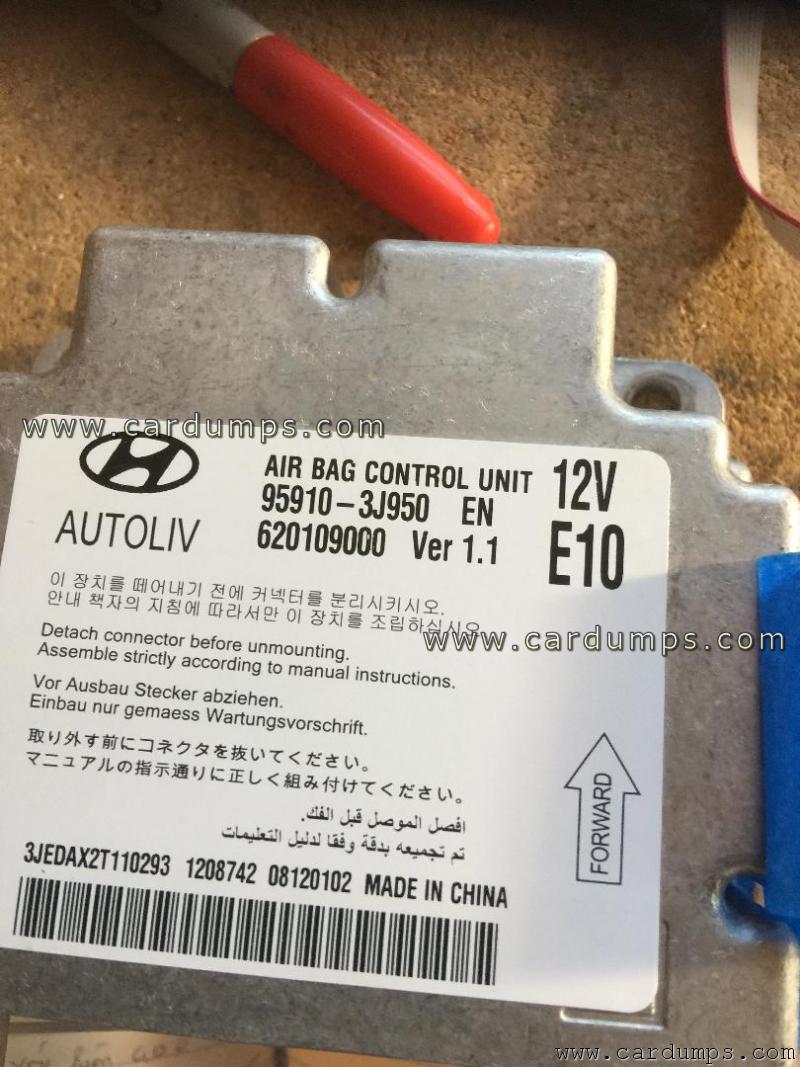 www.cardumps.com
AIR BAG CONTROL UNIT 12V
95910-3J950 EN
AUTOLIV 620109000 Ver 1.1 E10
이 장치를 떼어내기 전에 커넥터를 분리시키시오.
안내 책자의 지침에 따라서만 이 장치를 조립하십시오
www.cardumps.com
Detach connector before unmounting.
Assemble strictly according to manual instructions.
Vor Ausbau Stecker abziehen.
Einbau nur gemaess Wartungsvorschrift.
取り外す前にコネクタを抜いてください。
マニュアルの指示通りに正しく組み付けてください。
افصل الموصل قبل الفك.
تم تجميعه بدقة وفقا لدليل التعليمات
FORWARD
3JEDAX2T110293 1208742 08120102 MADE IN CHINA
www.cardumps.com